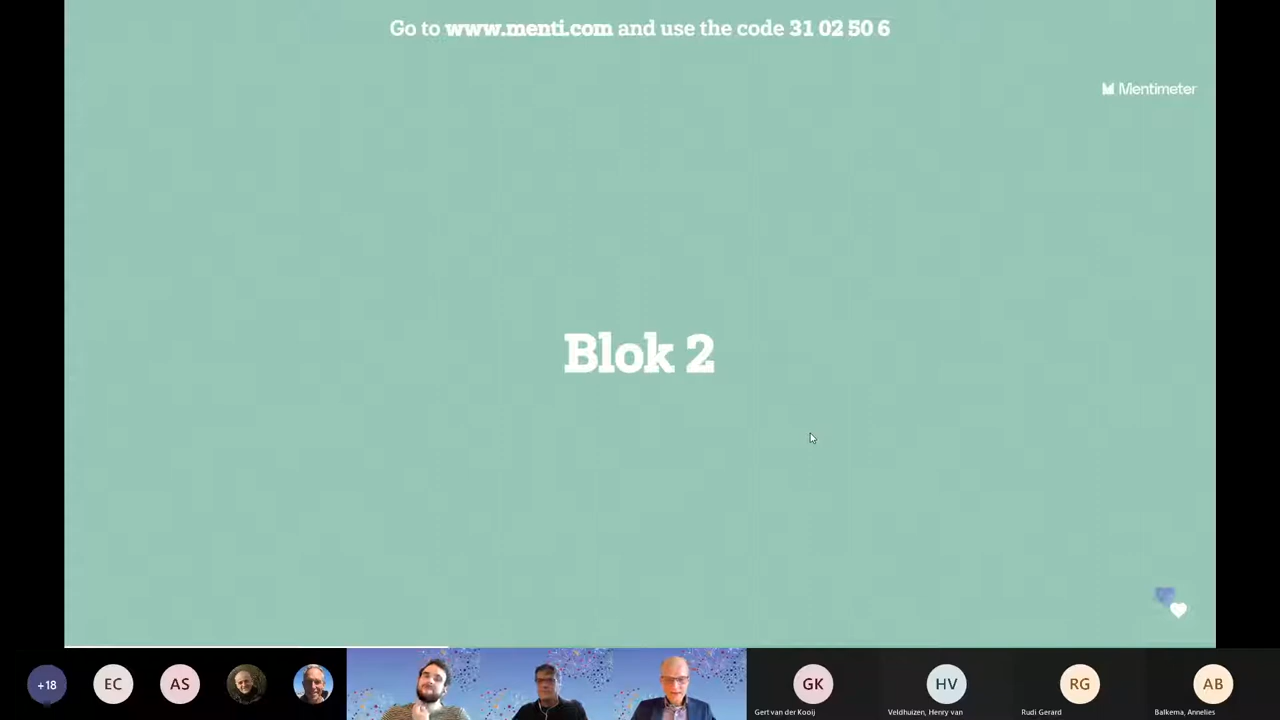 Go to www.menti.com and use the code 31 02 50 6
Mentimeter
Blok 2
+18
EC
AS
GK
Gert van der Kooij
HV
Veldhuizen, Henry van
RG
Rudi Gerard
AB
Balkema, Annelies